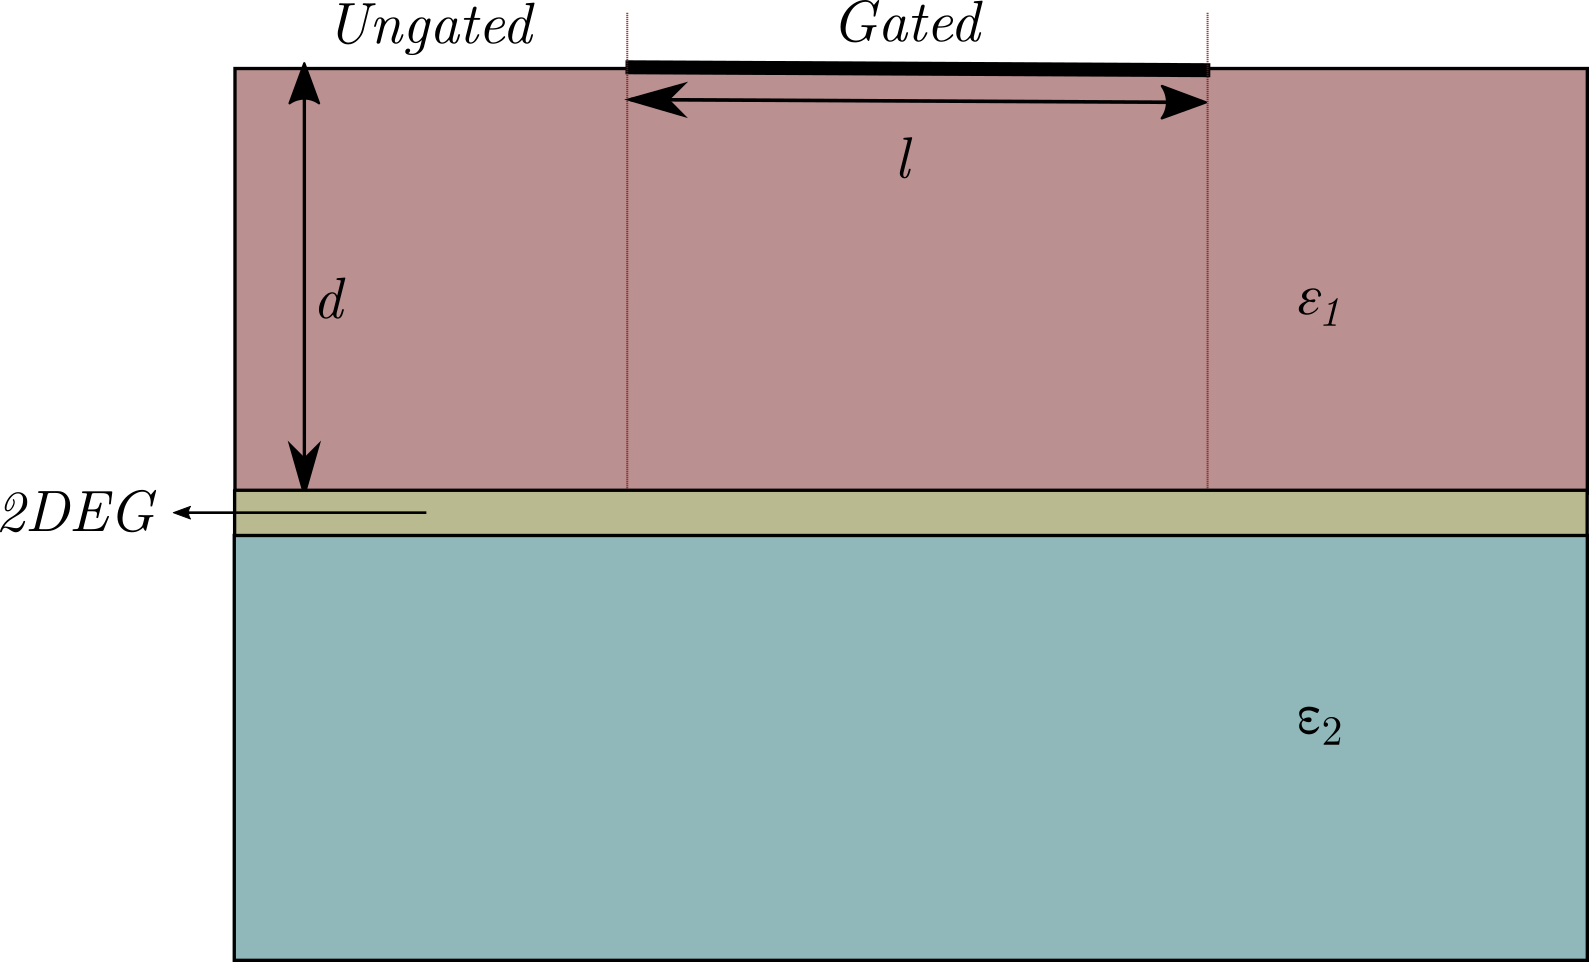 Ungated
Gated
l
d
ε1
2DEG
ε2